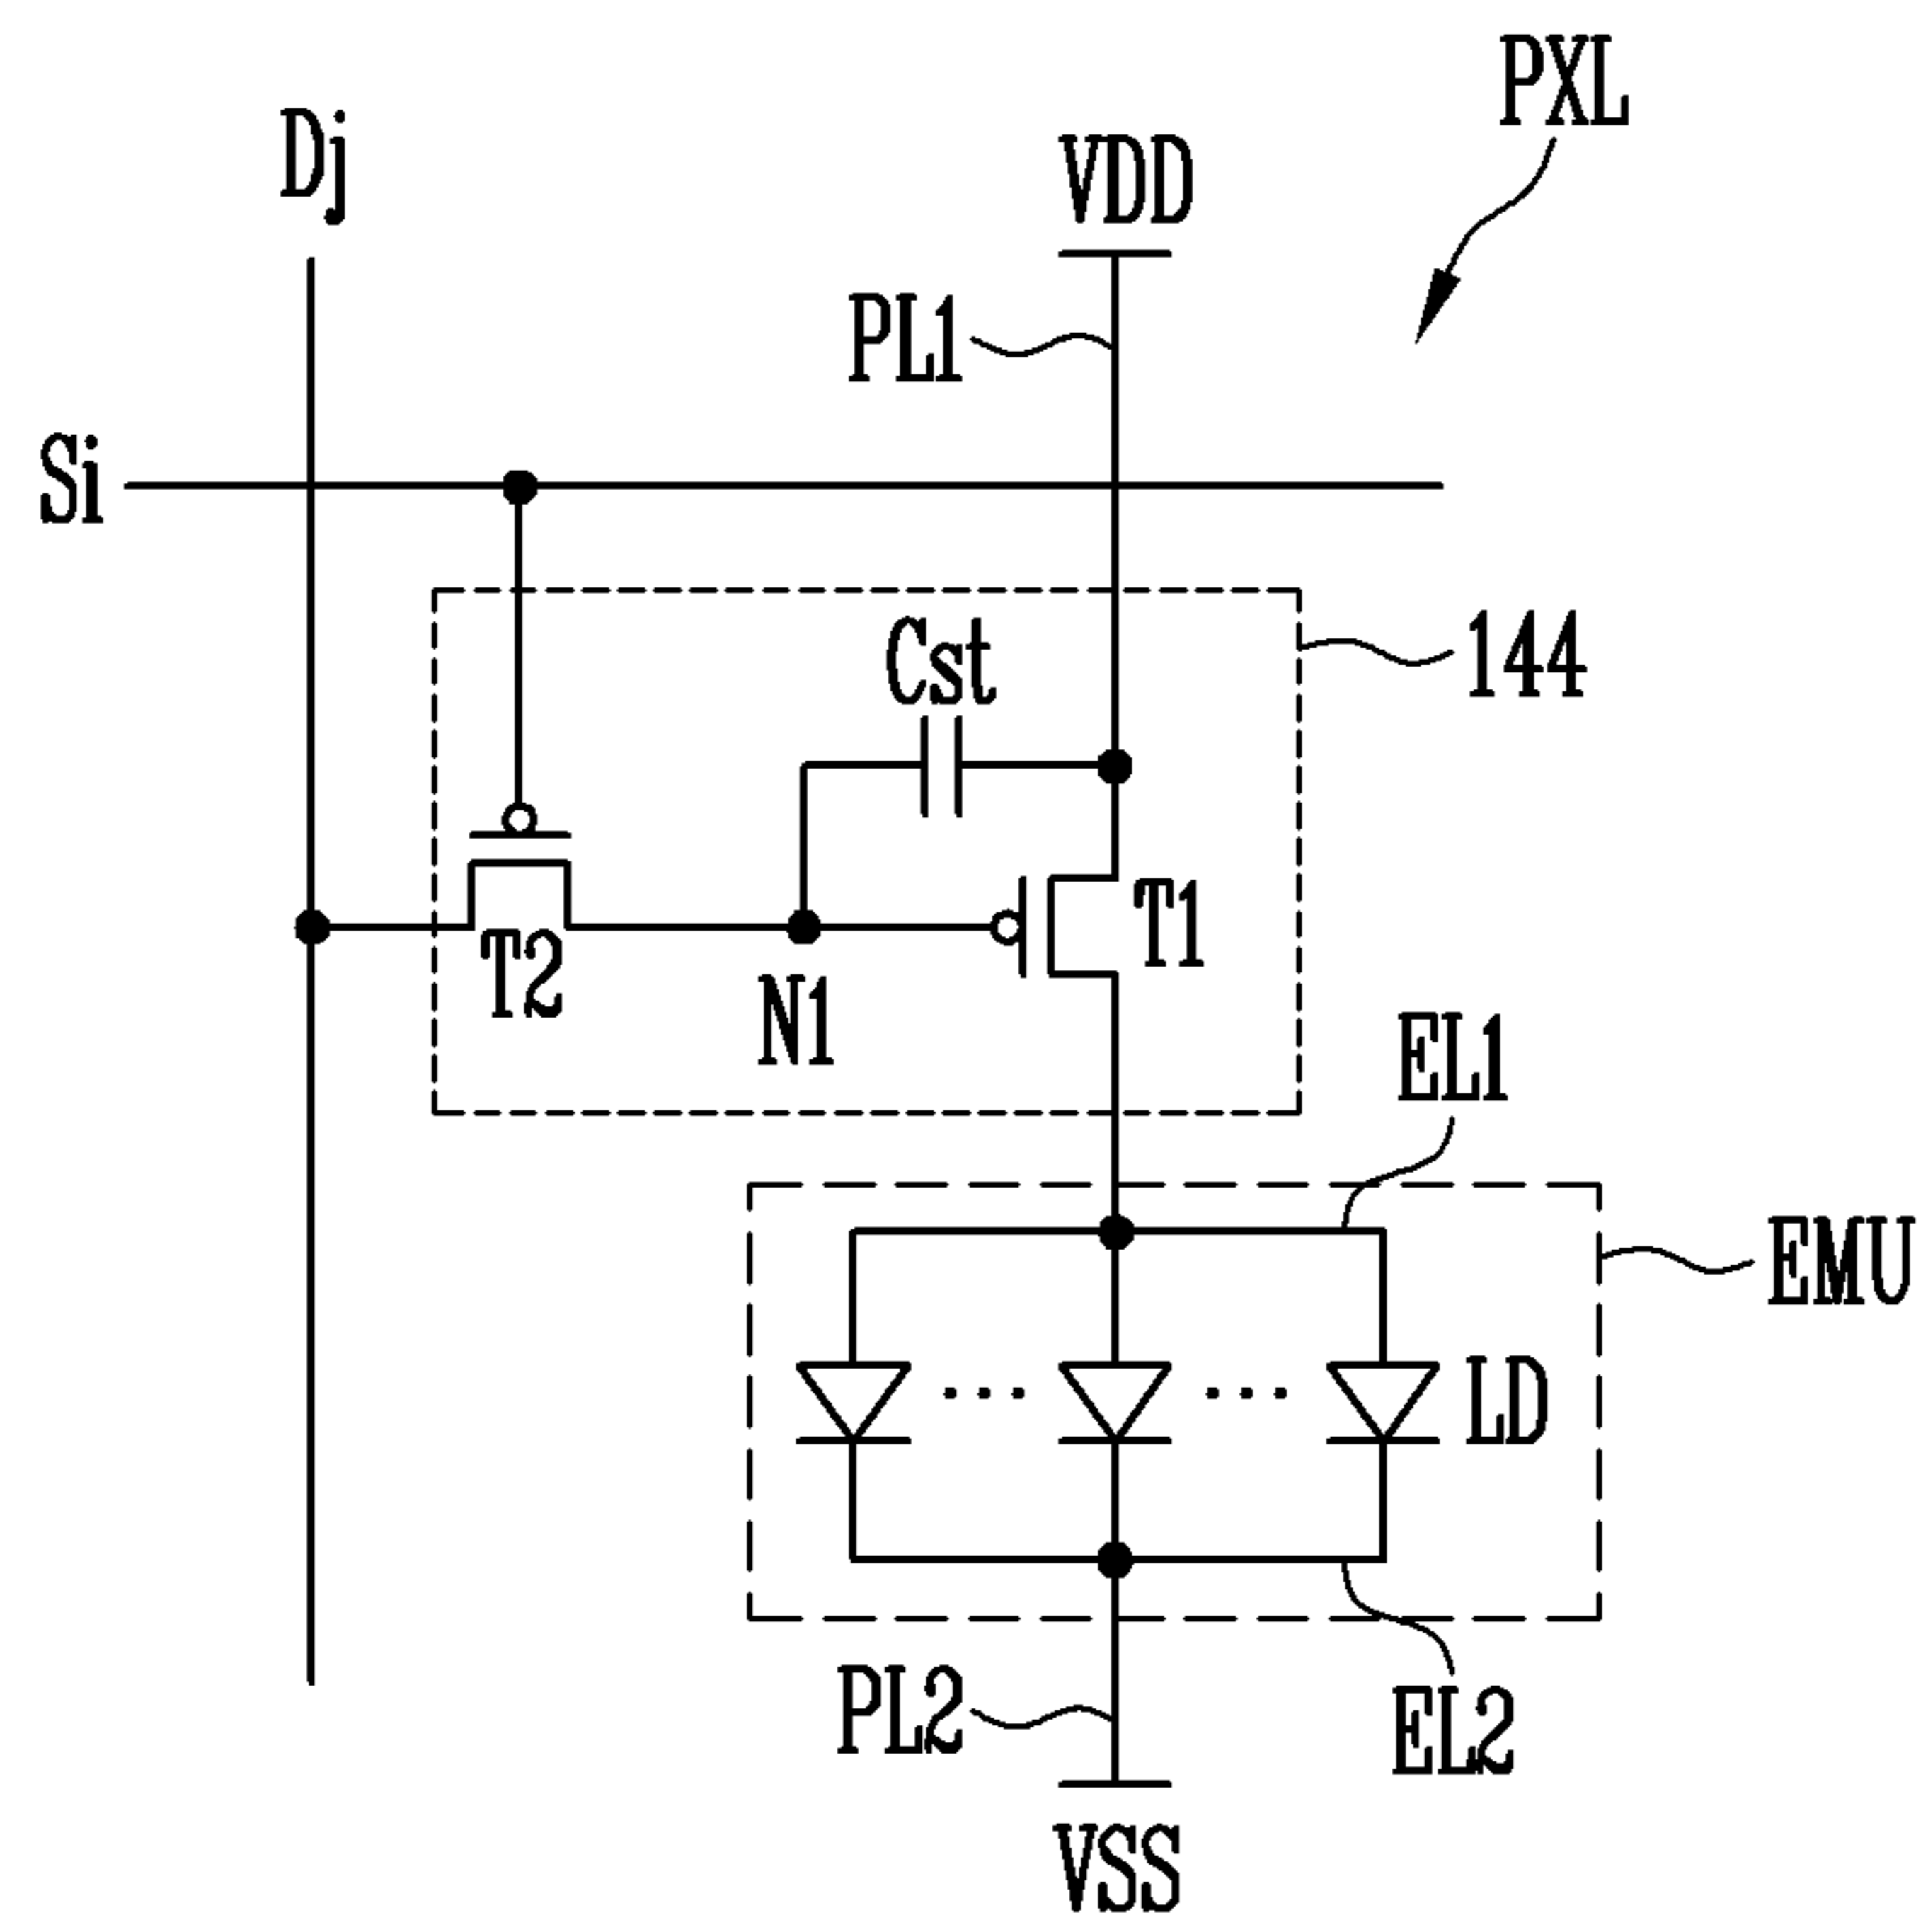 PXL
Dj
VDD
PL1
Si
144
Cst
T1
T2
N1
EL1
EMU
LD
PL2
EL2
VSS